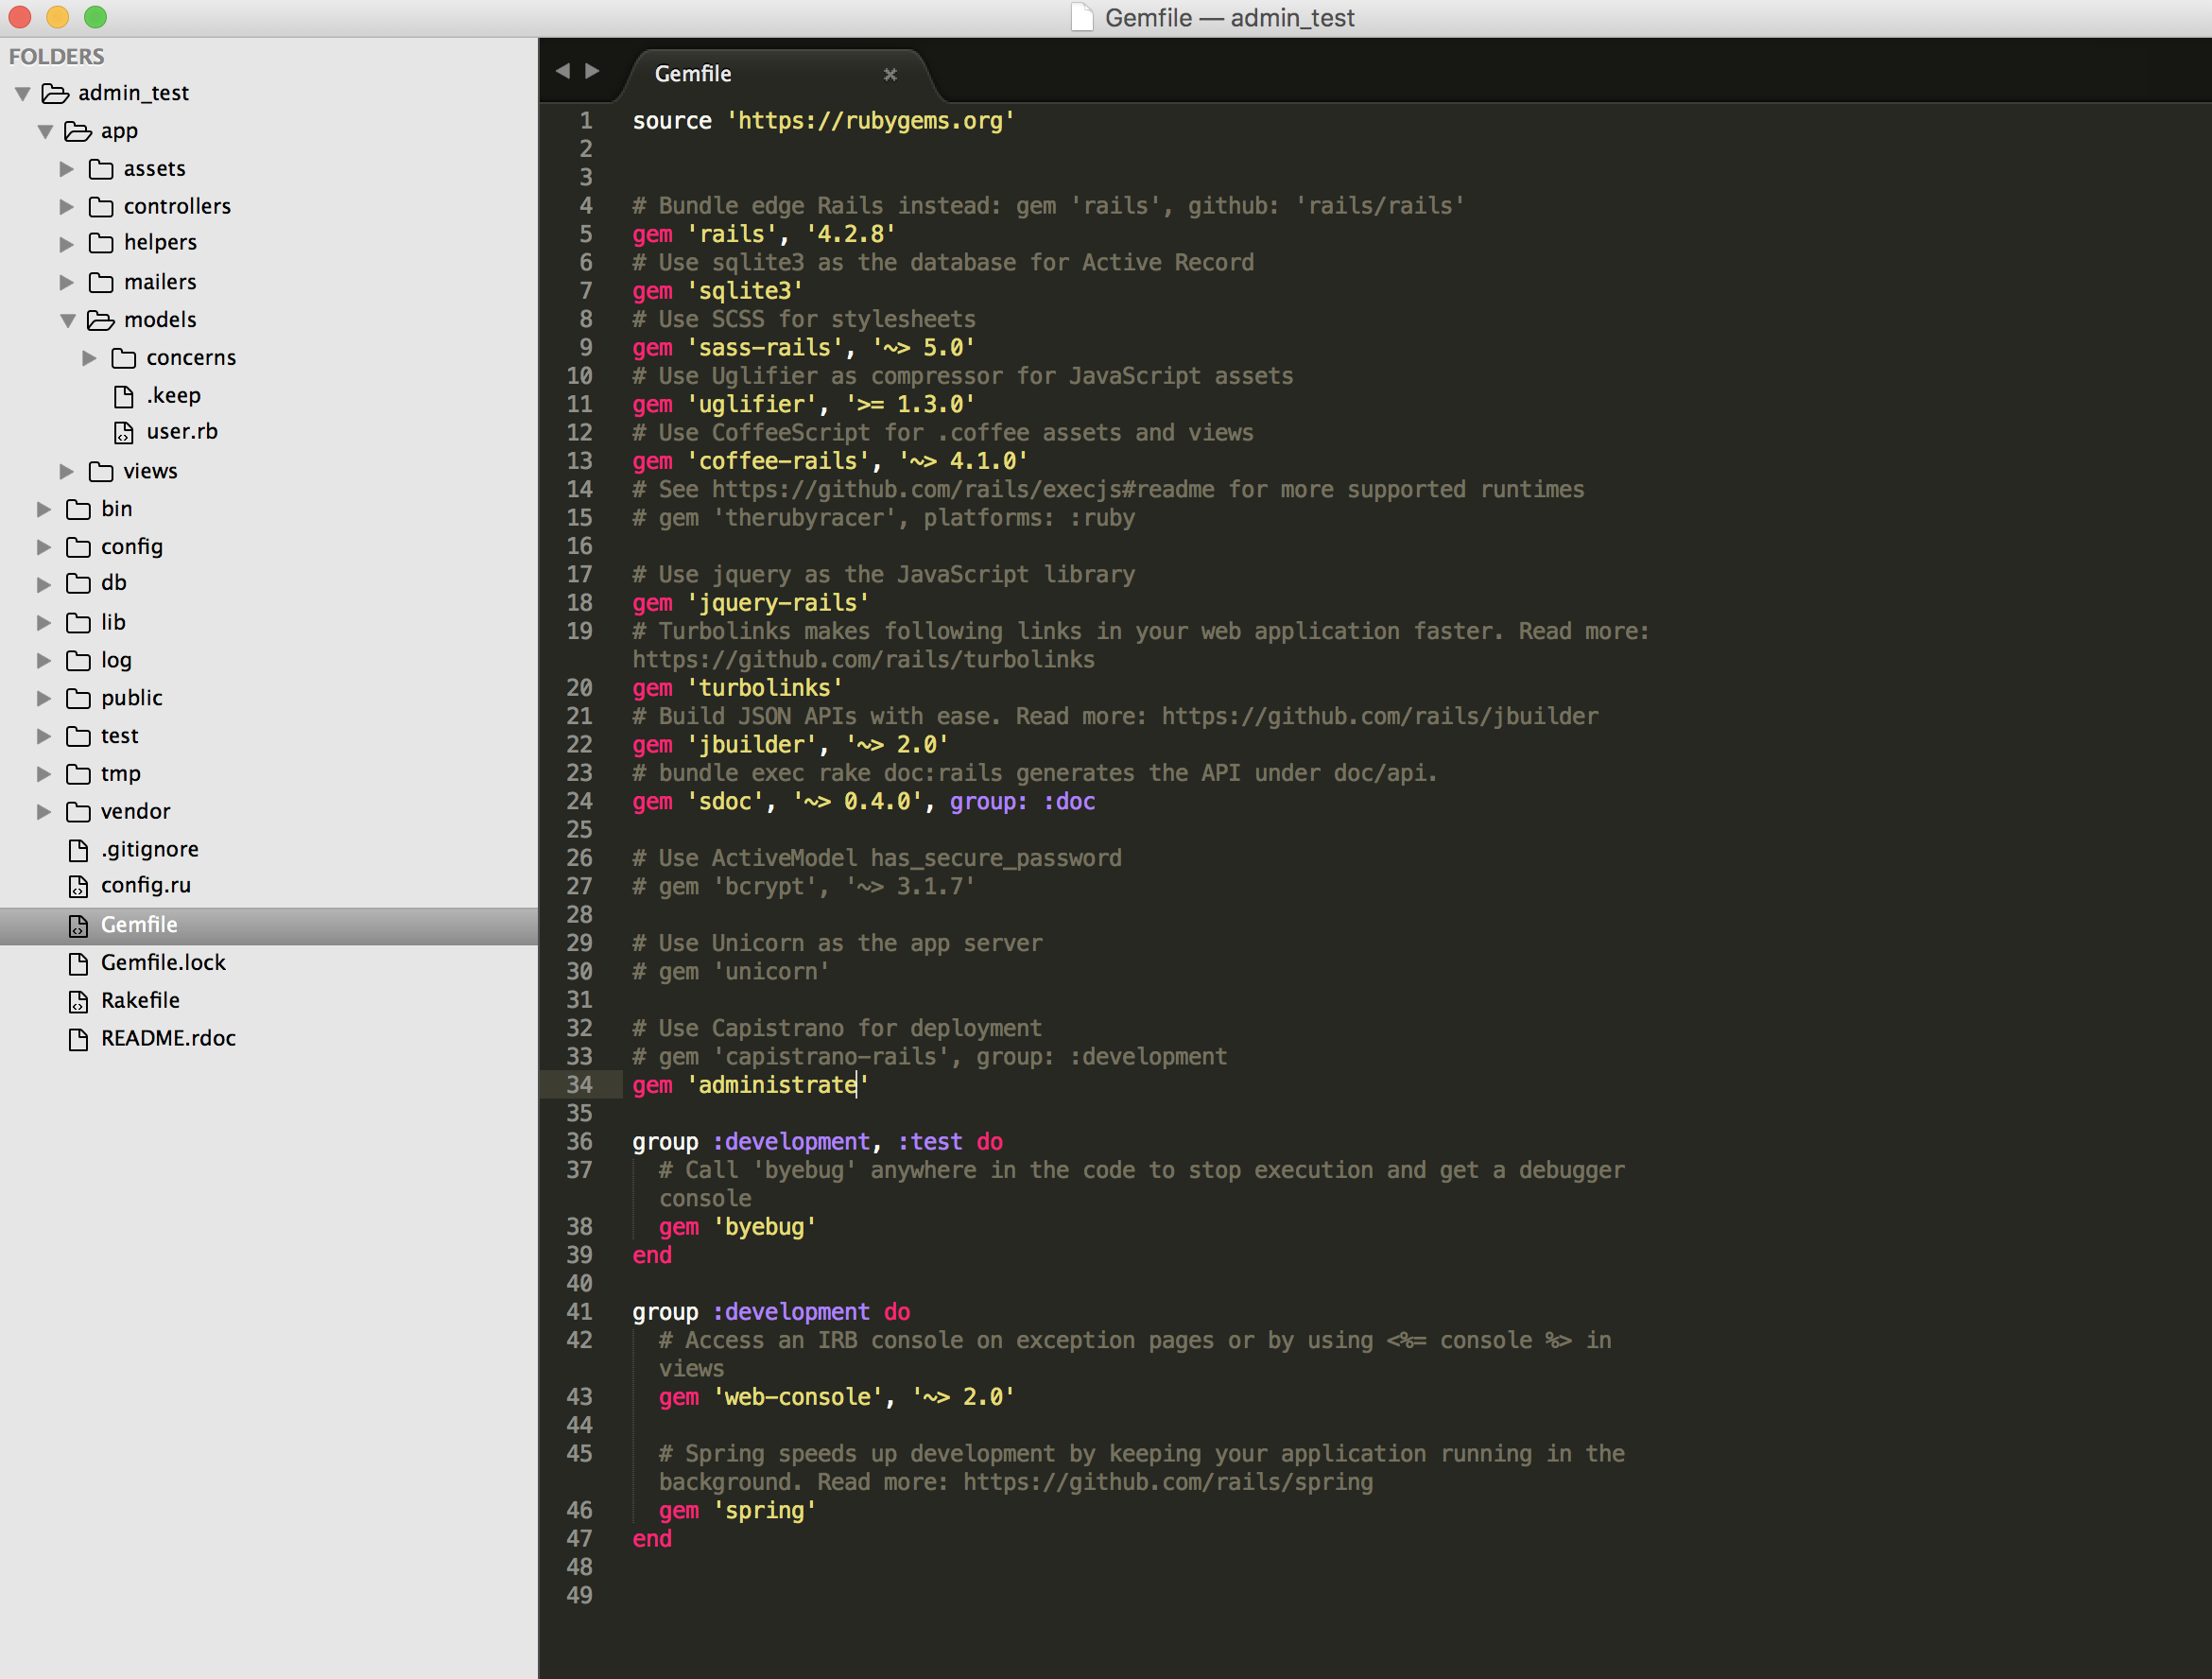 Gemfile — admin_test
FOLDERS
admin_test
app
assets
controllers
helpers
mailers
models
concerns
.keep
user.rb
views
bin
config
db
lib
log
public
test
tmp
vendor
.gitignore
config.ru
Gemfile
Gemfile.lock
Rakefile
README.rdoc
Gemfile
1 source 'https://rubygems.org'
2
3
4 # Bundle edge Rails instead: gem 'rails', github: 'rails/rails'
5 gem 'rails', '4.2.8'
6 # Use sqlite3 as the database for Active Record
7 gem 'sqlite3'
8 # Use SCSS for stylesheets
9 gem 'sass-rails', '~> 5.0'
10 # Use Uglifier as compressor for JavaScript assets
11 gem 'uglifier', '>= 1.3.0'
12 # Use CoffeeScript for .coffee assets and views
13 gem 'coffee-rails', '~> 4.1.0'
14 # See https://github.com/rails/execjs#readme for more supported runtimes
15 # gem 'therubyracer', platforms: :ruby
16
17 # Use jquery as the JavaScript library
18 gem 'jquery-rails'
19 # Turbolinks makes following links in your web application faster. Read more:
https://github.com/rails/turbolinks
20 gem 'turbolinks'
21 # Build JSON APIs with ease. Read more: https://github.com/rails/jbuilder
22 gem 'jbuilder', '~> 2.0'
23 # bundle exec rake doc:rails generates the API under doc/api.
24 gem 'sdoc', '~> 0.4.0', group: :doc
25
26 # Use ActiveModel has_secure_password
27 # gem 'bcrypt', '~> 3.1.7'
28
29 # Use Unicorn as the app server
30 # gem 'unicorn'
31
32 # Use Capistrano for deployment
33 # gem 'capistrano-rails', group: :development
34 gem 'administrate'
35
36 group :development, :test do
37 # Call 'byebug' anywhere in the code to stop execution and get a debugger
console
38 gem 'byebug'
39 end
40
41 group :development do
42 # Access an IRB console on exception pages or by using <%= console %> in
views
43 gem 'web-console', '~> 2.0'
44
45 # Spring speeds up development by keeping your application running in the
background. Read more: https://github.com/rails/spring
46 gem 'spring'
47 end
48
49